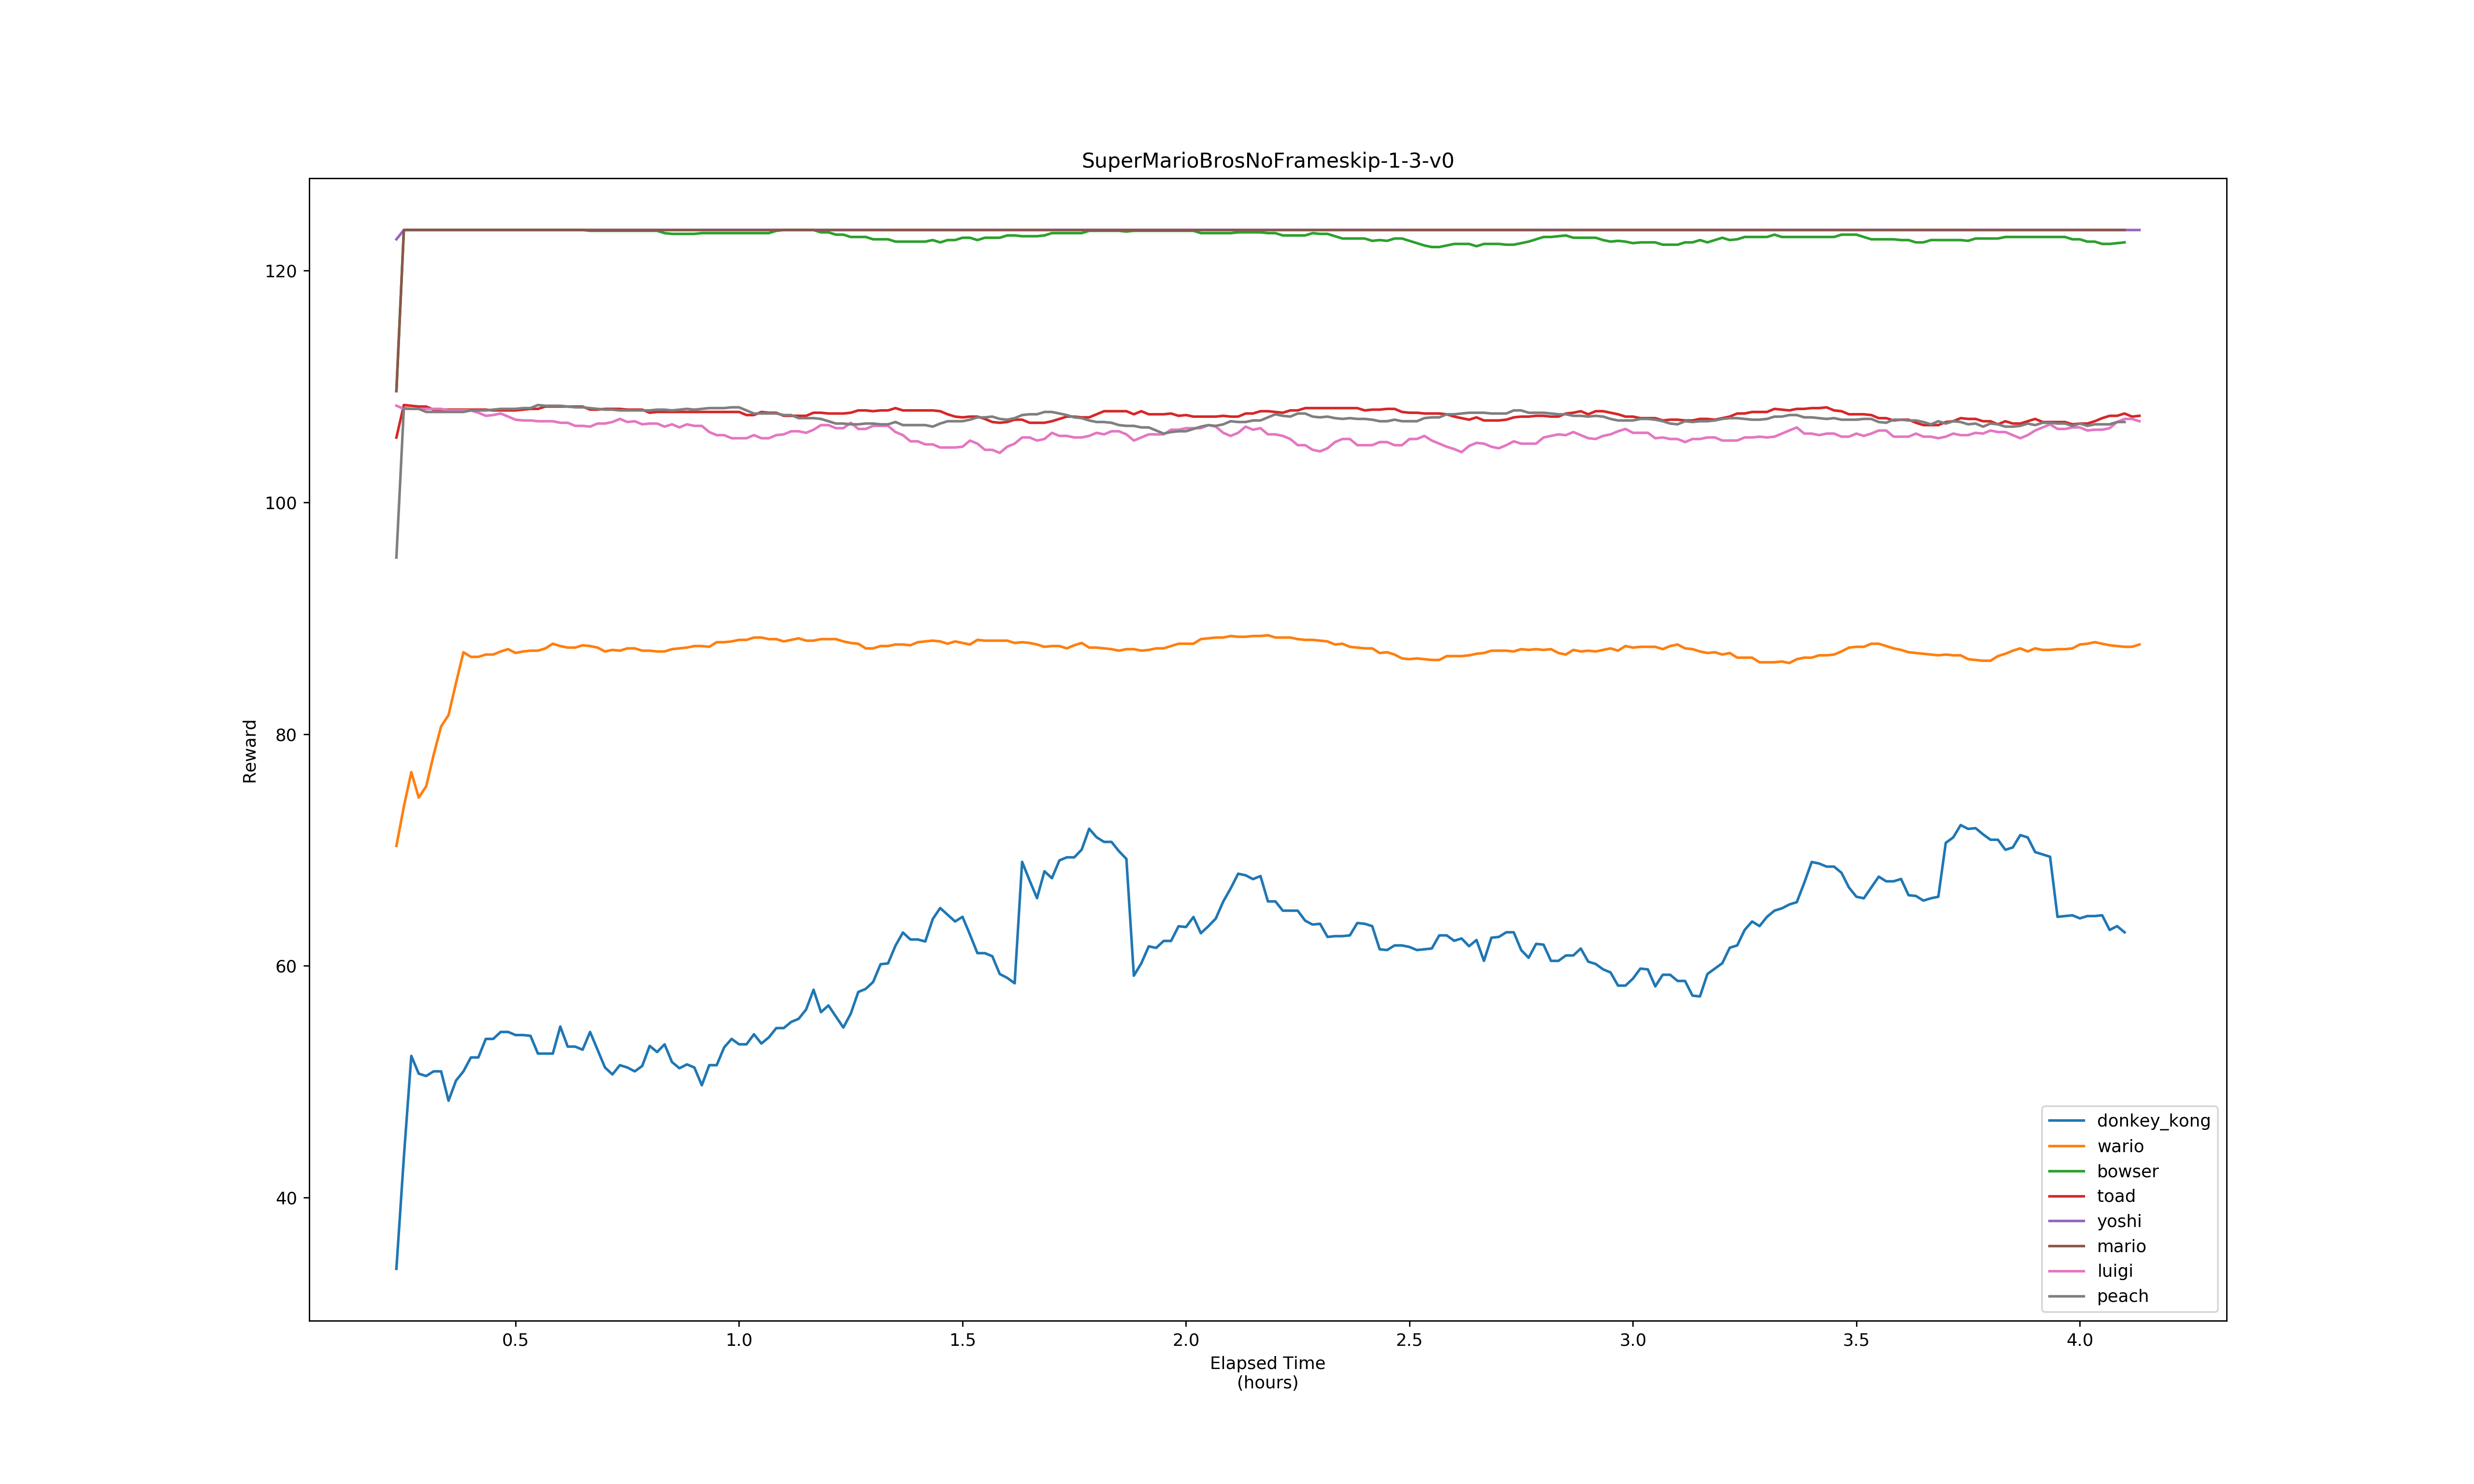 SuperMarioBrosNoFrameskip-1-3-v0
120
100
80
60
40
Reward
0.5 1.0 1.5 2.0 2.5 3.0 3.5 4.0
Elapsed Time
(hours)
donkey_kong
wario
bowser
toad
yoshi
mario
luigi
peach